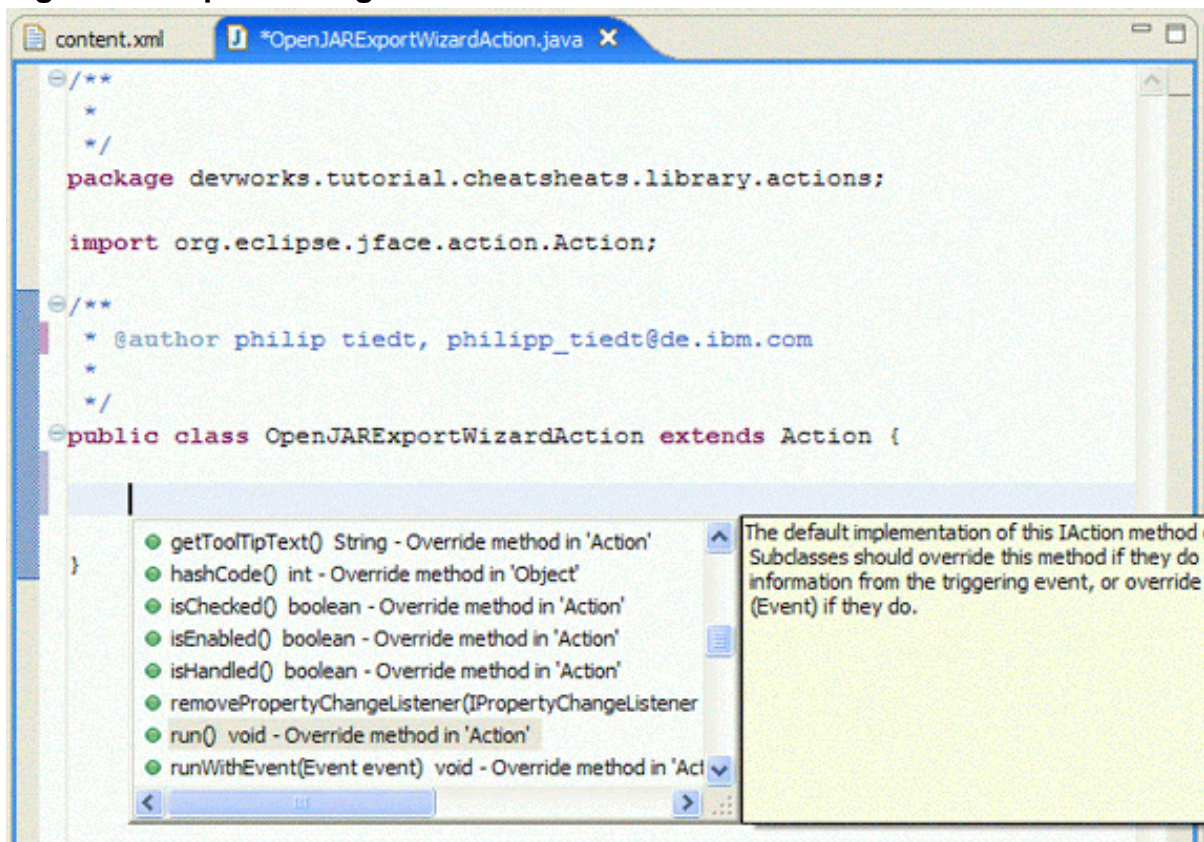 content.xml
*OpenJARExportWizardAction.java
/**
*
*/
package devworks.tutorial.cheatsheats.library.actions;
import org.eclipse.jface.action.Action;
/**
* @author philip tiedt, philipp_tiedt@de.ibm.com
*
*/
public class OpenJARExportWizardAction extends Action {
getToolTipText() String - Override method in 'Action'
hashCode() int - Override method in 'Object'
isChecked() boolean - Override method in 'Action'
isEnabled() boolean - Override method in 'Action'
isHandled() boolean - Override method in 'Action'
removePropertyChangeListener(IPropertyChangeListener
run() void - Override method in 'Action'
runWithEvent(Event event) void - Override method in 'Act
}
The default implementation of this IAction method
Subclasses should override this method if they do
information from the triggering event, or override
(Event) if they do.